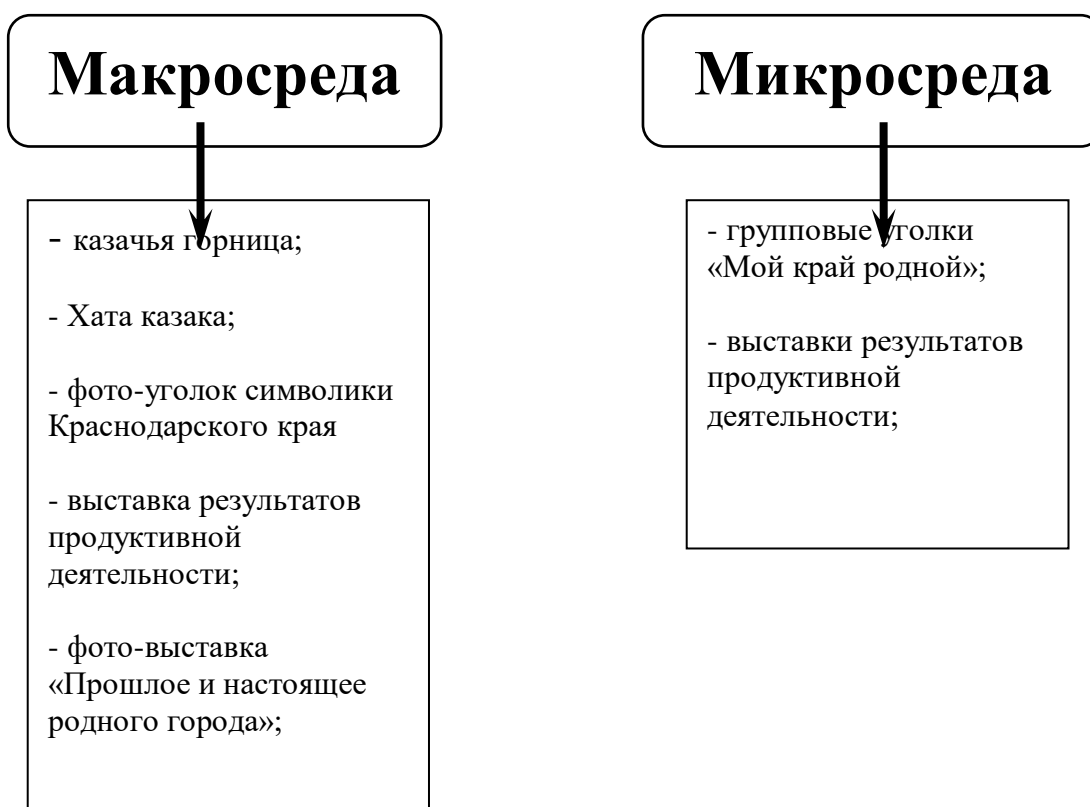 Макросреда
- казачья горница;
- Хата казака;
- фото-уголок символики
Краснодарского края
- выставка результатов
продуктивной
деятельности;
- фото-выставка
«Прошлое и настоящее
родного города»;
Микросреда
- групповые уголки
«Мой край родной»;
- выставки результатов
продуктивной
деятельности;